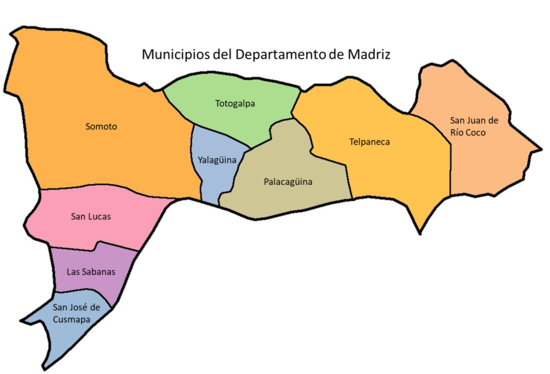 Municipios del Departamento de Madriz
Totogalpa
Somoto
San Juan de
Río Coco
Telpaneca
Yalagüina
Palacagüina
San Lucas
Las Sabanas
San José de
Cusmapa